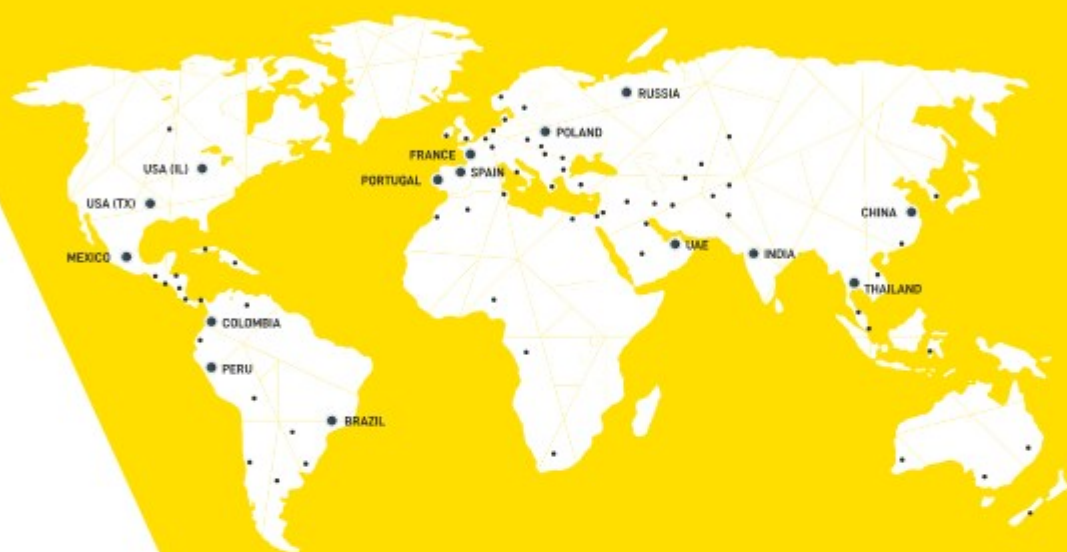 RUSSIA
POLAND
FRANCE
USA (IL)
SPAIN
PORTUGAL
USA (TX)
CHINA
UAE
MEXICO
INDIA
THAILAND
COLOMBIA
PERU
BRAZIL